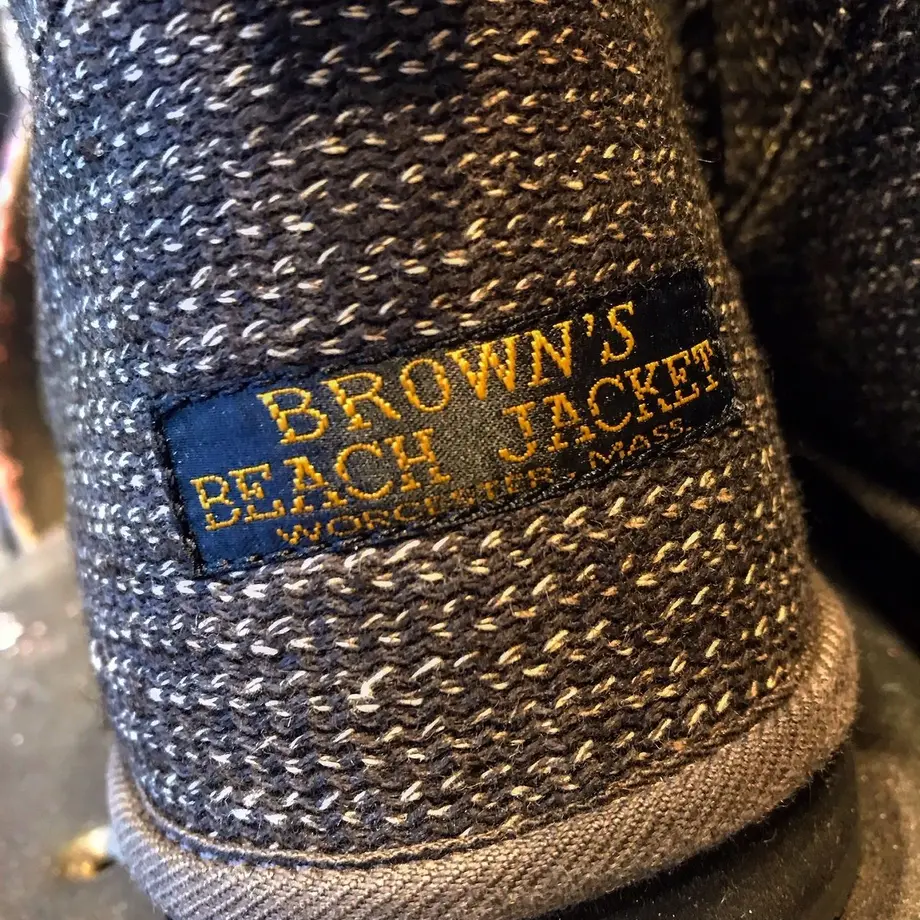 BROWN'S
BEACH JACKET
WORCESTER, MASS.